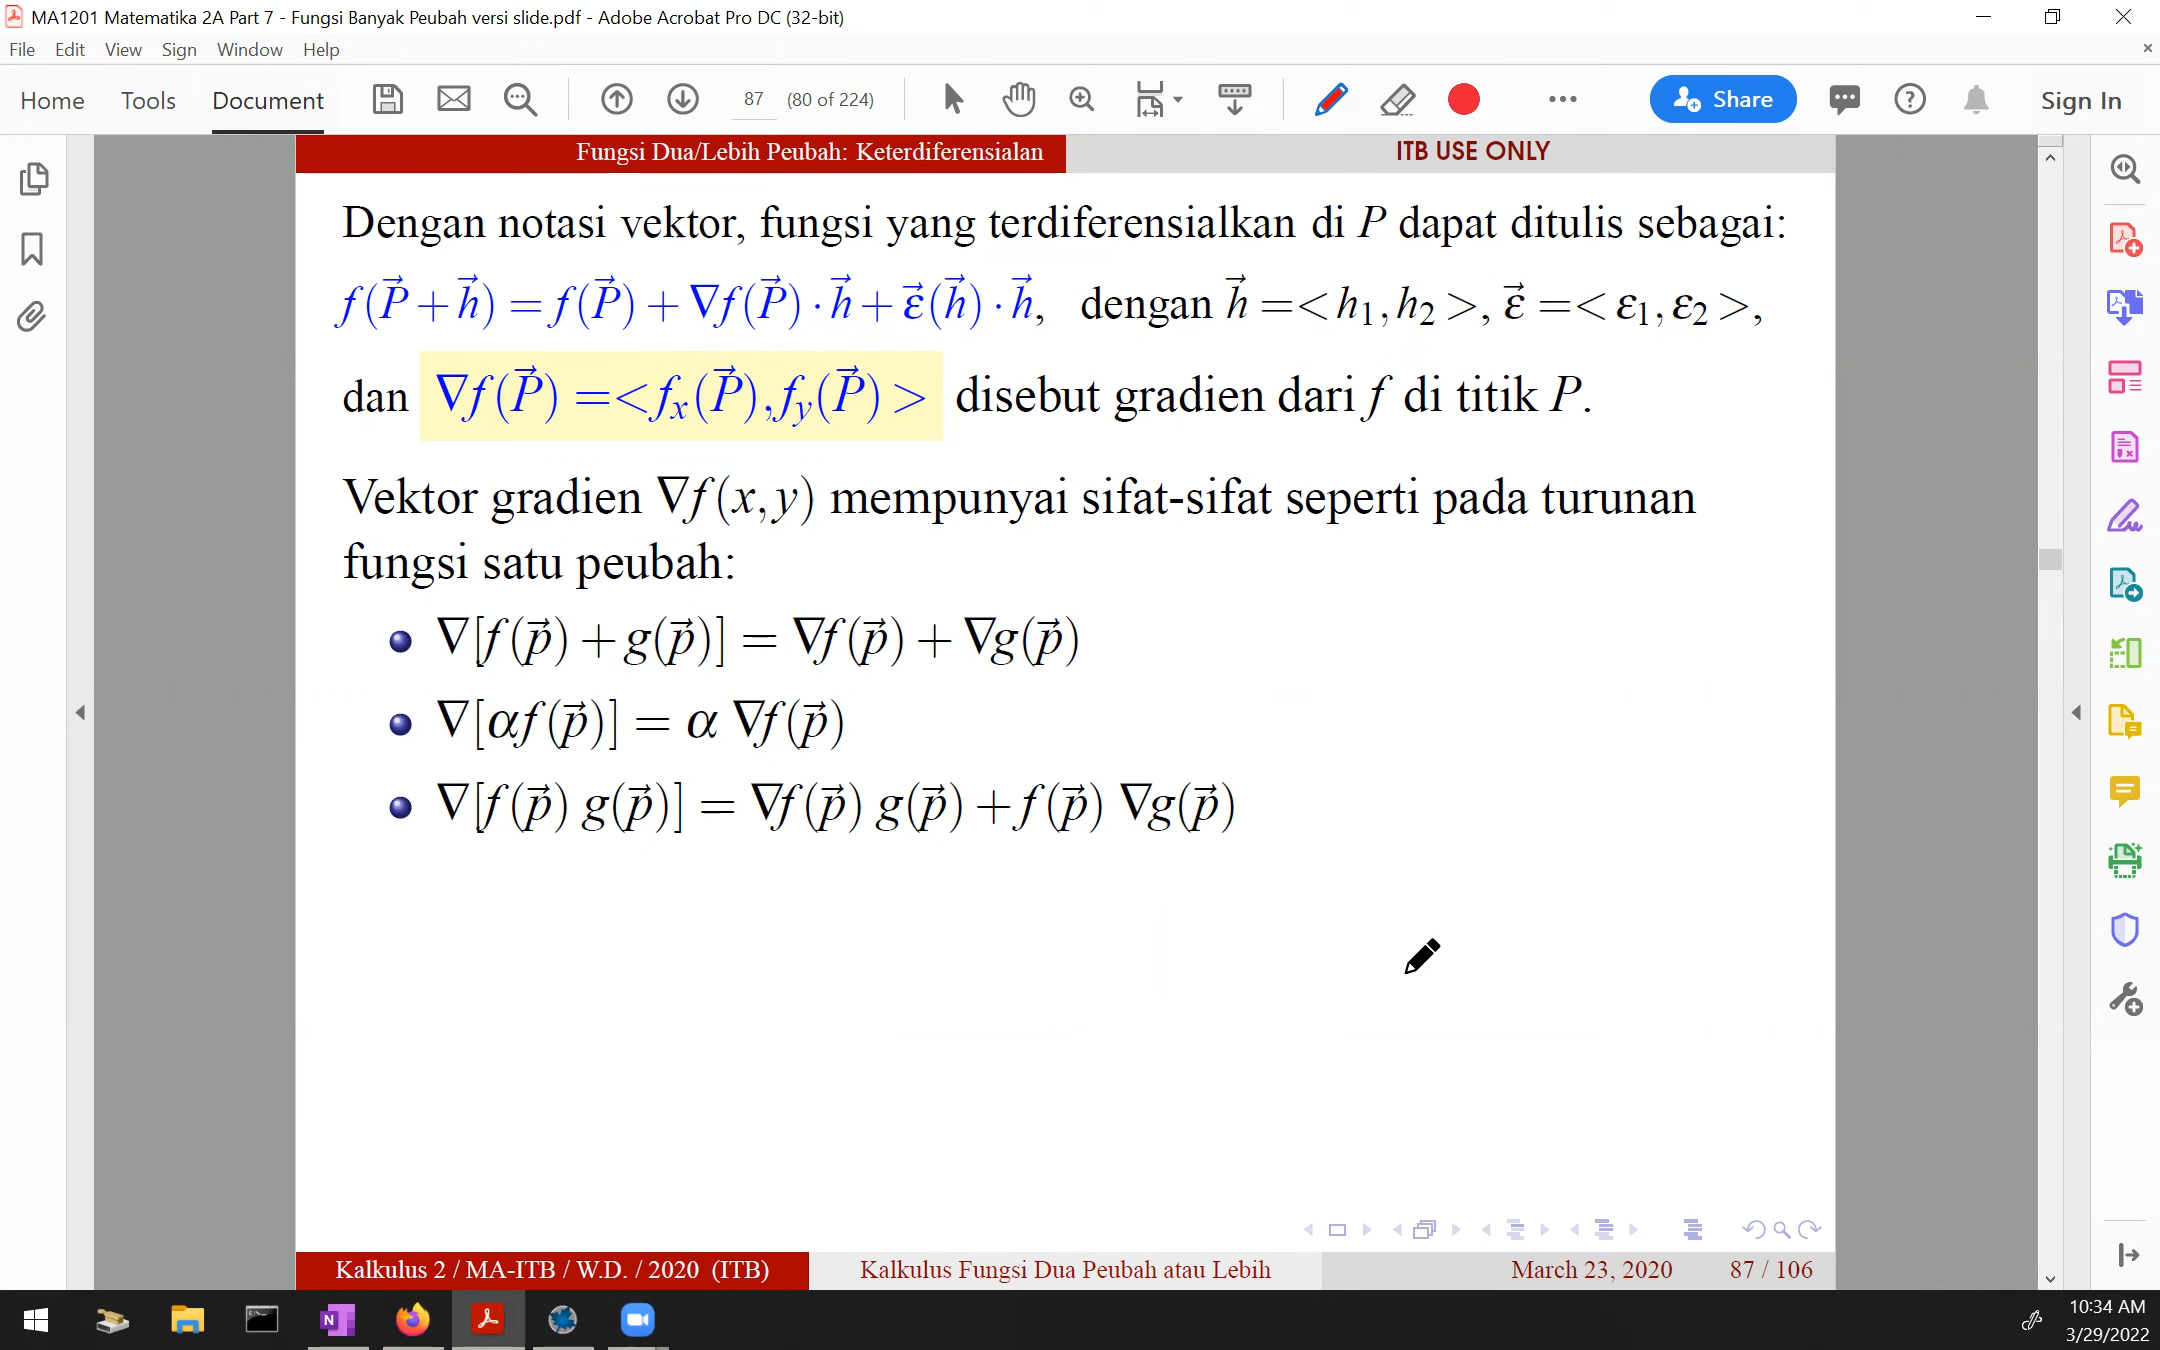 MA1201 Matematika 2A Part 7 - Fungsi Banyak Peubah versi slide.pdf - Adobe Acrobat Pro DC (32-bit)
File Edit View Sign Window Help
Home Tools Document 87 (80 of 224) Share Sign In
Fungsi Dua/Lebih Peubah: Keterdiferensialan ITB USE ONLY
Dengan notasi vektor, fungsi yang terdiferensialkan di P dapat ditulis sebagai:
f(P⃗ + h⃗) = f(P⃗) + ∇f(P⃗) · h⃗ + ε⃗(h⃗) · h⃗, dengan h⃗ =< h₁, h₂ >, ε⃗ =< ε₁, ε₂ >,
dan ∇f(P⃗) =< fₓ(P⃗), f_y(P⃗) > disebut gradien dari f di titik P.
Vektor gradien ∇f(x,y) mempunyai sifat-sifat seperti pada turunan
fungsi satu peubah:
∇[f(p⃗) + g(p⃗)] = ∇f(p⃗) + ∇g(p⃗)
∇[αf(p⃗)] = α ∇f(p⃗)
∇[f(p⃗) g(p⃗)] = ∇f(p⃗) g(p⃗) + f(p⃗) ∇g(p⃗)
Kalkulus 2 / MA-ITB / W.D. / 2020 (ITB) Kalkulus Fungsi Dua Peubah atau Lebih March 23, 2020 87 / 106
10:34 AM
3/29/2022